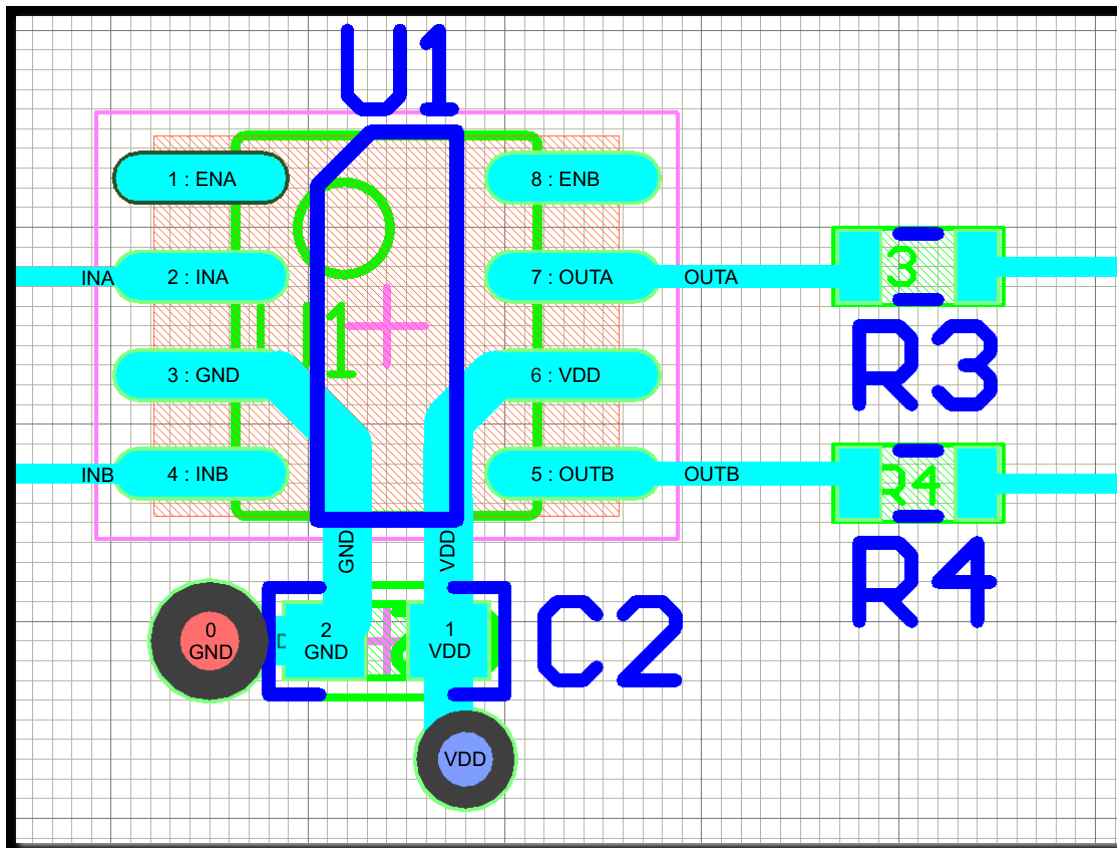 U1
1 : ENA
8 : ENB
INA
2 : INA
7 : OUTA
OUTA
3
R3
U1
3 : GND
6 : VDD
INB
4 : INB
5 : OUTB
OUTB
R4
R4
GND
VDD
0
GND
D
2
GND
1
VDD
C2
VDD